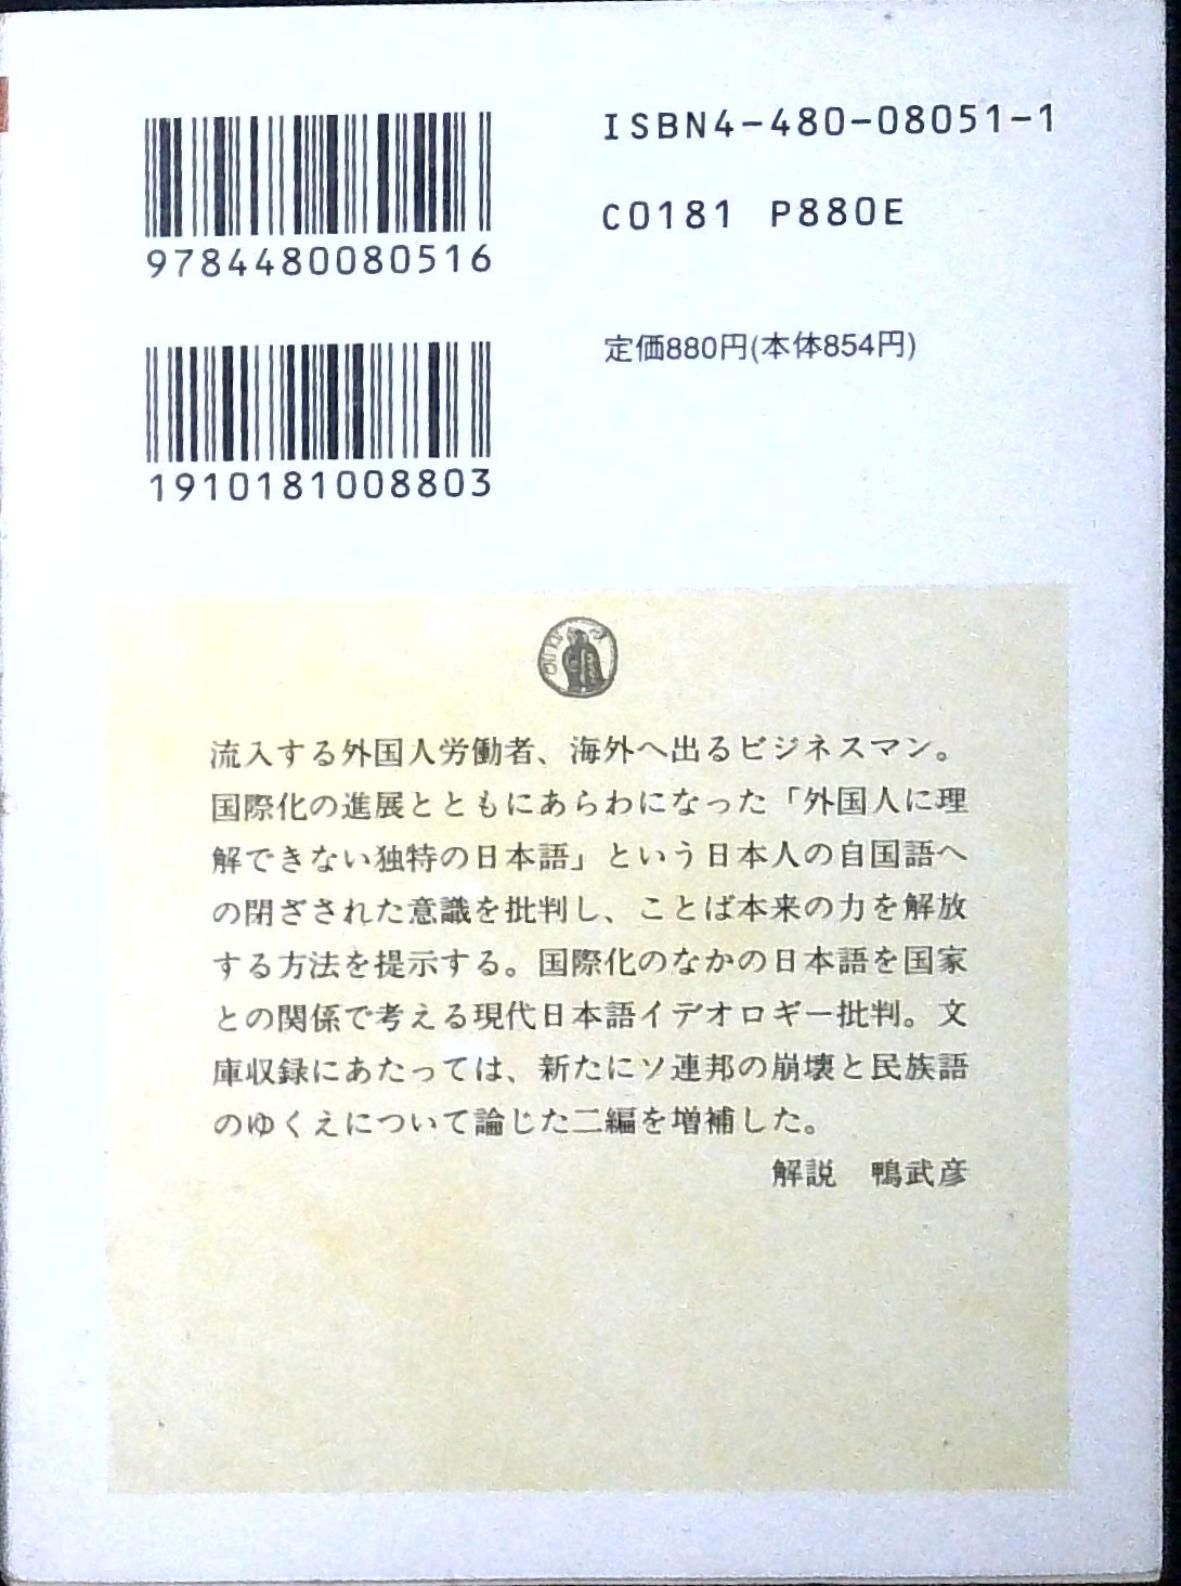 ISBN4-480-08051-1
C0181 P880E
9784480080516
定価880円(本体854円)
1910181008803
流入する外国人労働者、海外へ出るビジネスマン。
国際化の進展とともにあらわになった「外国人に理
解できない独特の日本語」という日本人の自国語へ
の閉ざされた意識を批判し、ことば本来の力を解放
する方法を提示する。国際化のなかの日本語を国家
との関係で考える現代日本語イデオロギー批判。文
庫収録にあたっては、新たにソ連邦の崩壊と民族語
のゆくえについて論じた二編を増補した。
解説　鴨武彦